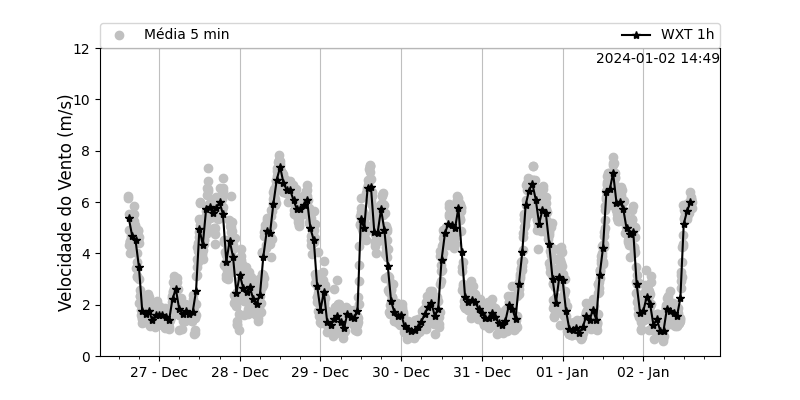 Média 5 min
WXT 1h
2024-01-02 14:49
Velocidade do Vento (m/s)
12
10
8
6
4
2
0
27 - Dec
28 - Dec
29 - Dec
30 - Dec
31 - Dec
01 - Jan
02 - Jan